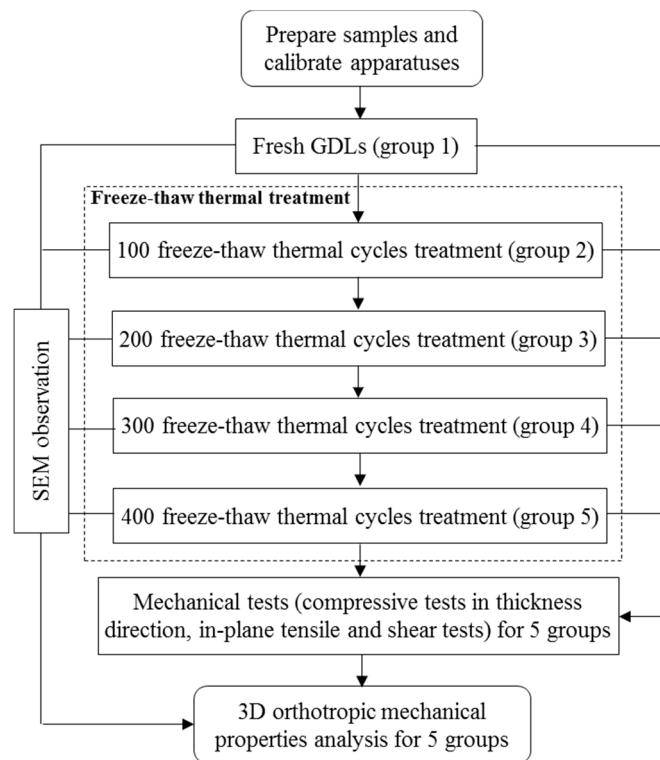 Prepare samples and
calibrate apparatuses
Fresh GDLs (group 1)
Freeze-thaw thermal treatment
100 freeze-thaw thermal cycles treatment (group 2)
200 freeze-thaw thermal cycles treatment (group 3)
300 freeze-thaw thermal cycles treatment (group 4)
400 freeze-thaw thermal cycles treatment (group 5)
SEM observation
Mechanical tests (compressive tests in thickness
direction, in-plane tensile and shear tests) for 5 groups
3D orthotropic mechanical
properties analysis for 5 groups